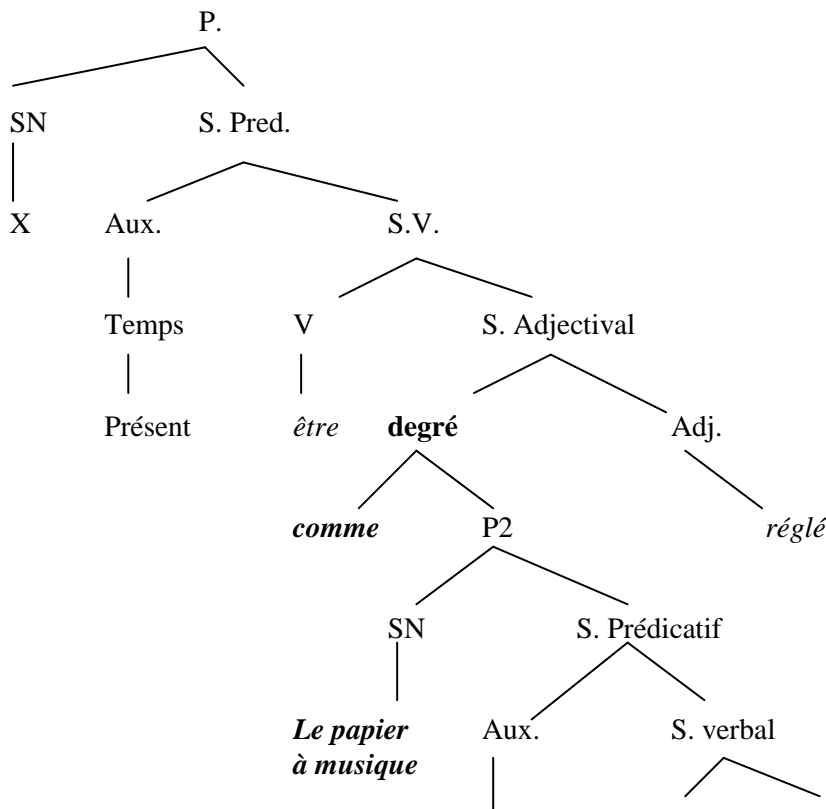 P.
SN S. Pred.
X Aux. S.V.
Temps V S. Adjectival
Présent être degré Adj.
comme P2 réglé
SN S. Prédicatif
Le papier Aux. S. verbal
à musique